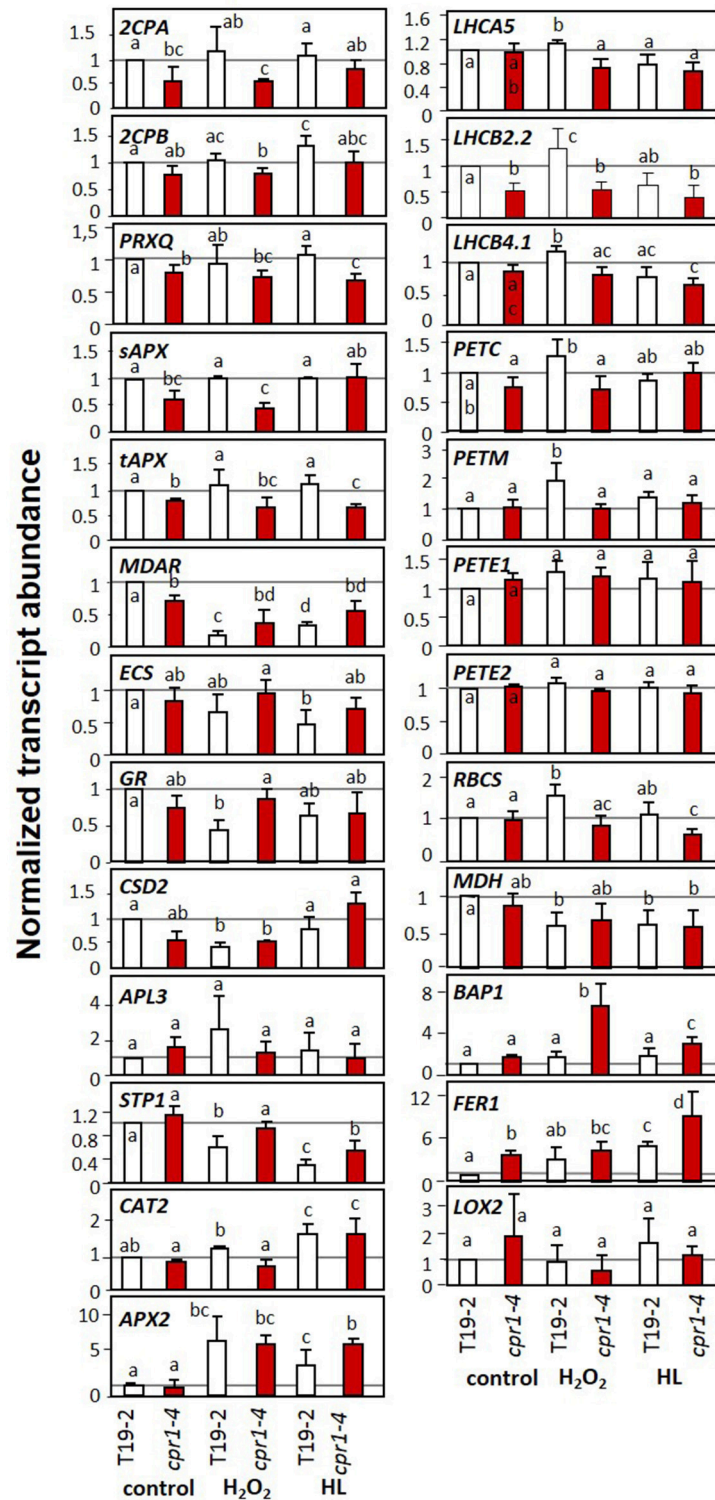 Normalized transcript abundance
2CPA
1.5
1
0.5
0
a bc ab c a ab
2CPB
1.5
1
0.5
0
a ab ac b c abc
PRXQ
1,5
1
0.5
0
a b ab bc a c
sAPX
1.5
1
0.5
0
a bc a c a ab
tAPX
1.5
1
0.5
0
a b a bc a c
MDAR
1
0.5
0
a b c bd d bd
ECS
1
0.5
0
a ab ab a b ab
GR
1
0.5
0
a ab b a ab ab
CSD2
1.5
1
0.5
0
a ab b b a a
APL3
4
2
0
a a a a a a
STP1
1.2
0.8
0.4
0
a a b a c b
CAT2
2
1
0
ab a b a c c
APX2
10
5
0
a a bc bc c b
T19-2 cpr1-4 T19-2 cpr1-4 T19-2 cpr1-4
control H₂O₂ HL
LHCA5
1.6
1.2
0.8
0.4
0
a a b b a a a
LHCB2.2
1.5
1
0.5
0
a b c b ab b
LHCB4.1
1.5
1
0.5
0
a a c b ac ac c
PETC
1.5
1
0.5
0
a b a b a ab ab
PETM
3
2
1
0
a a b a a a
PETE1
1.5
1
0.5
0
a a a a a a
PETE2
1.5
1
0.5
0
a a a a a a
RBCS
2
1
0
a a b ac ab c
MDH
1
0.5
0
a ab b ab b b
BAP1
8
4
0
a a a b a c
FER1
12
6
0
a b ab bc c d
LOX2
3
2
1
0
a a a a a a
T19-2 cpr1-4 T19-2 cpr1-4 T19-2 cpr1-4
control H₂O₂ HL